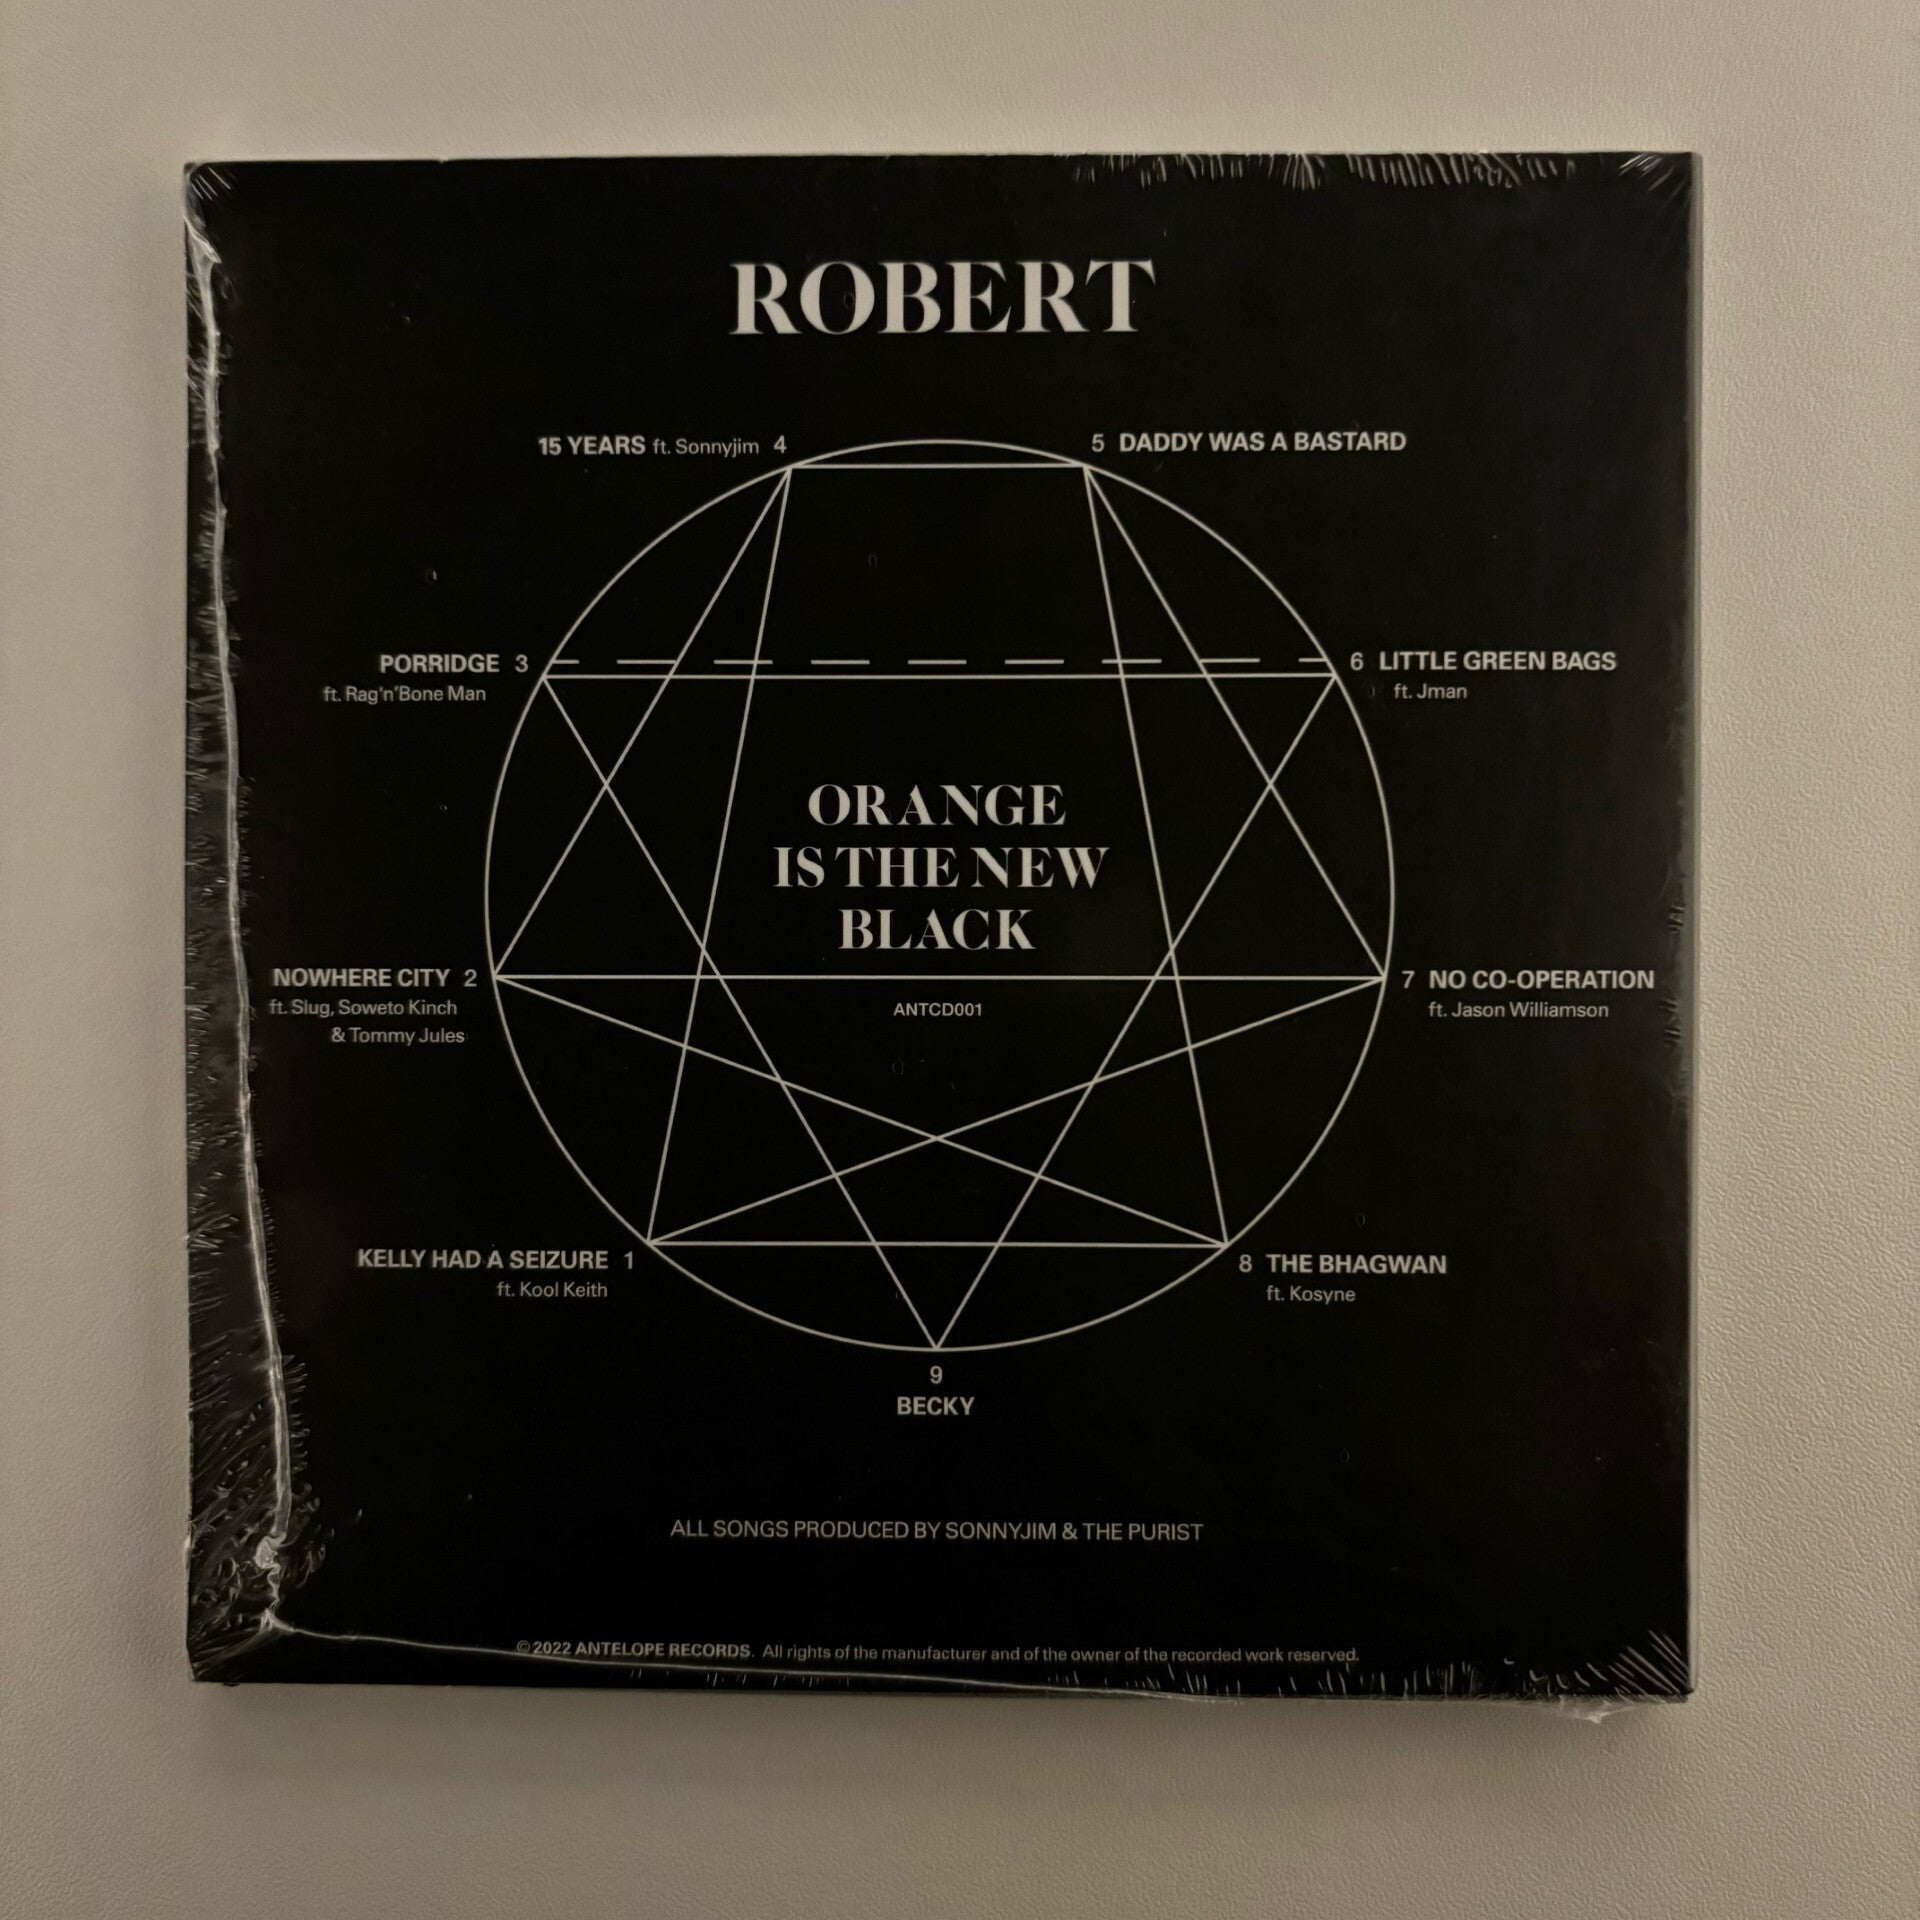 ROBERT
15 YEARS ft. Sonnyjim 4
5 DADDY WAS A BASTARD
PORRIDGE 3
ft. Rag'n'Bone Man
6 LITTLE GREEN BAGS
ft. Jman
ORANGE
IS THE NEW
BLACK
NOWHERE CITY 2
ft. Slug, Soweto Kinch
& Tommy Jules
7 NO CO-OPERATION
ft. Jason Williamson
ANTCD001
KELLY HAD A SEIZURE 1
ft. Kool Keith
8 THE BHAGWAN
ft. Kosyne
9
BECKY
ALL SONGS PRODUCED BY SONNYJIM & THE PURIST
© 2022 ANTELOPE RECORDS. All rights of the manufacturer and of the owner of the recorded work reserved.